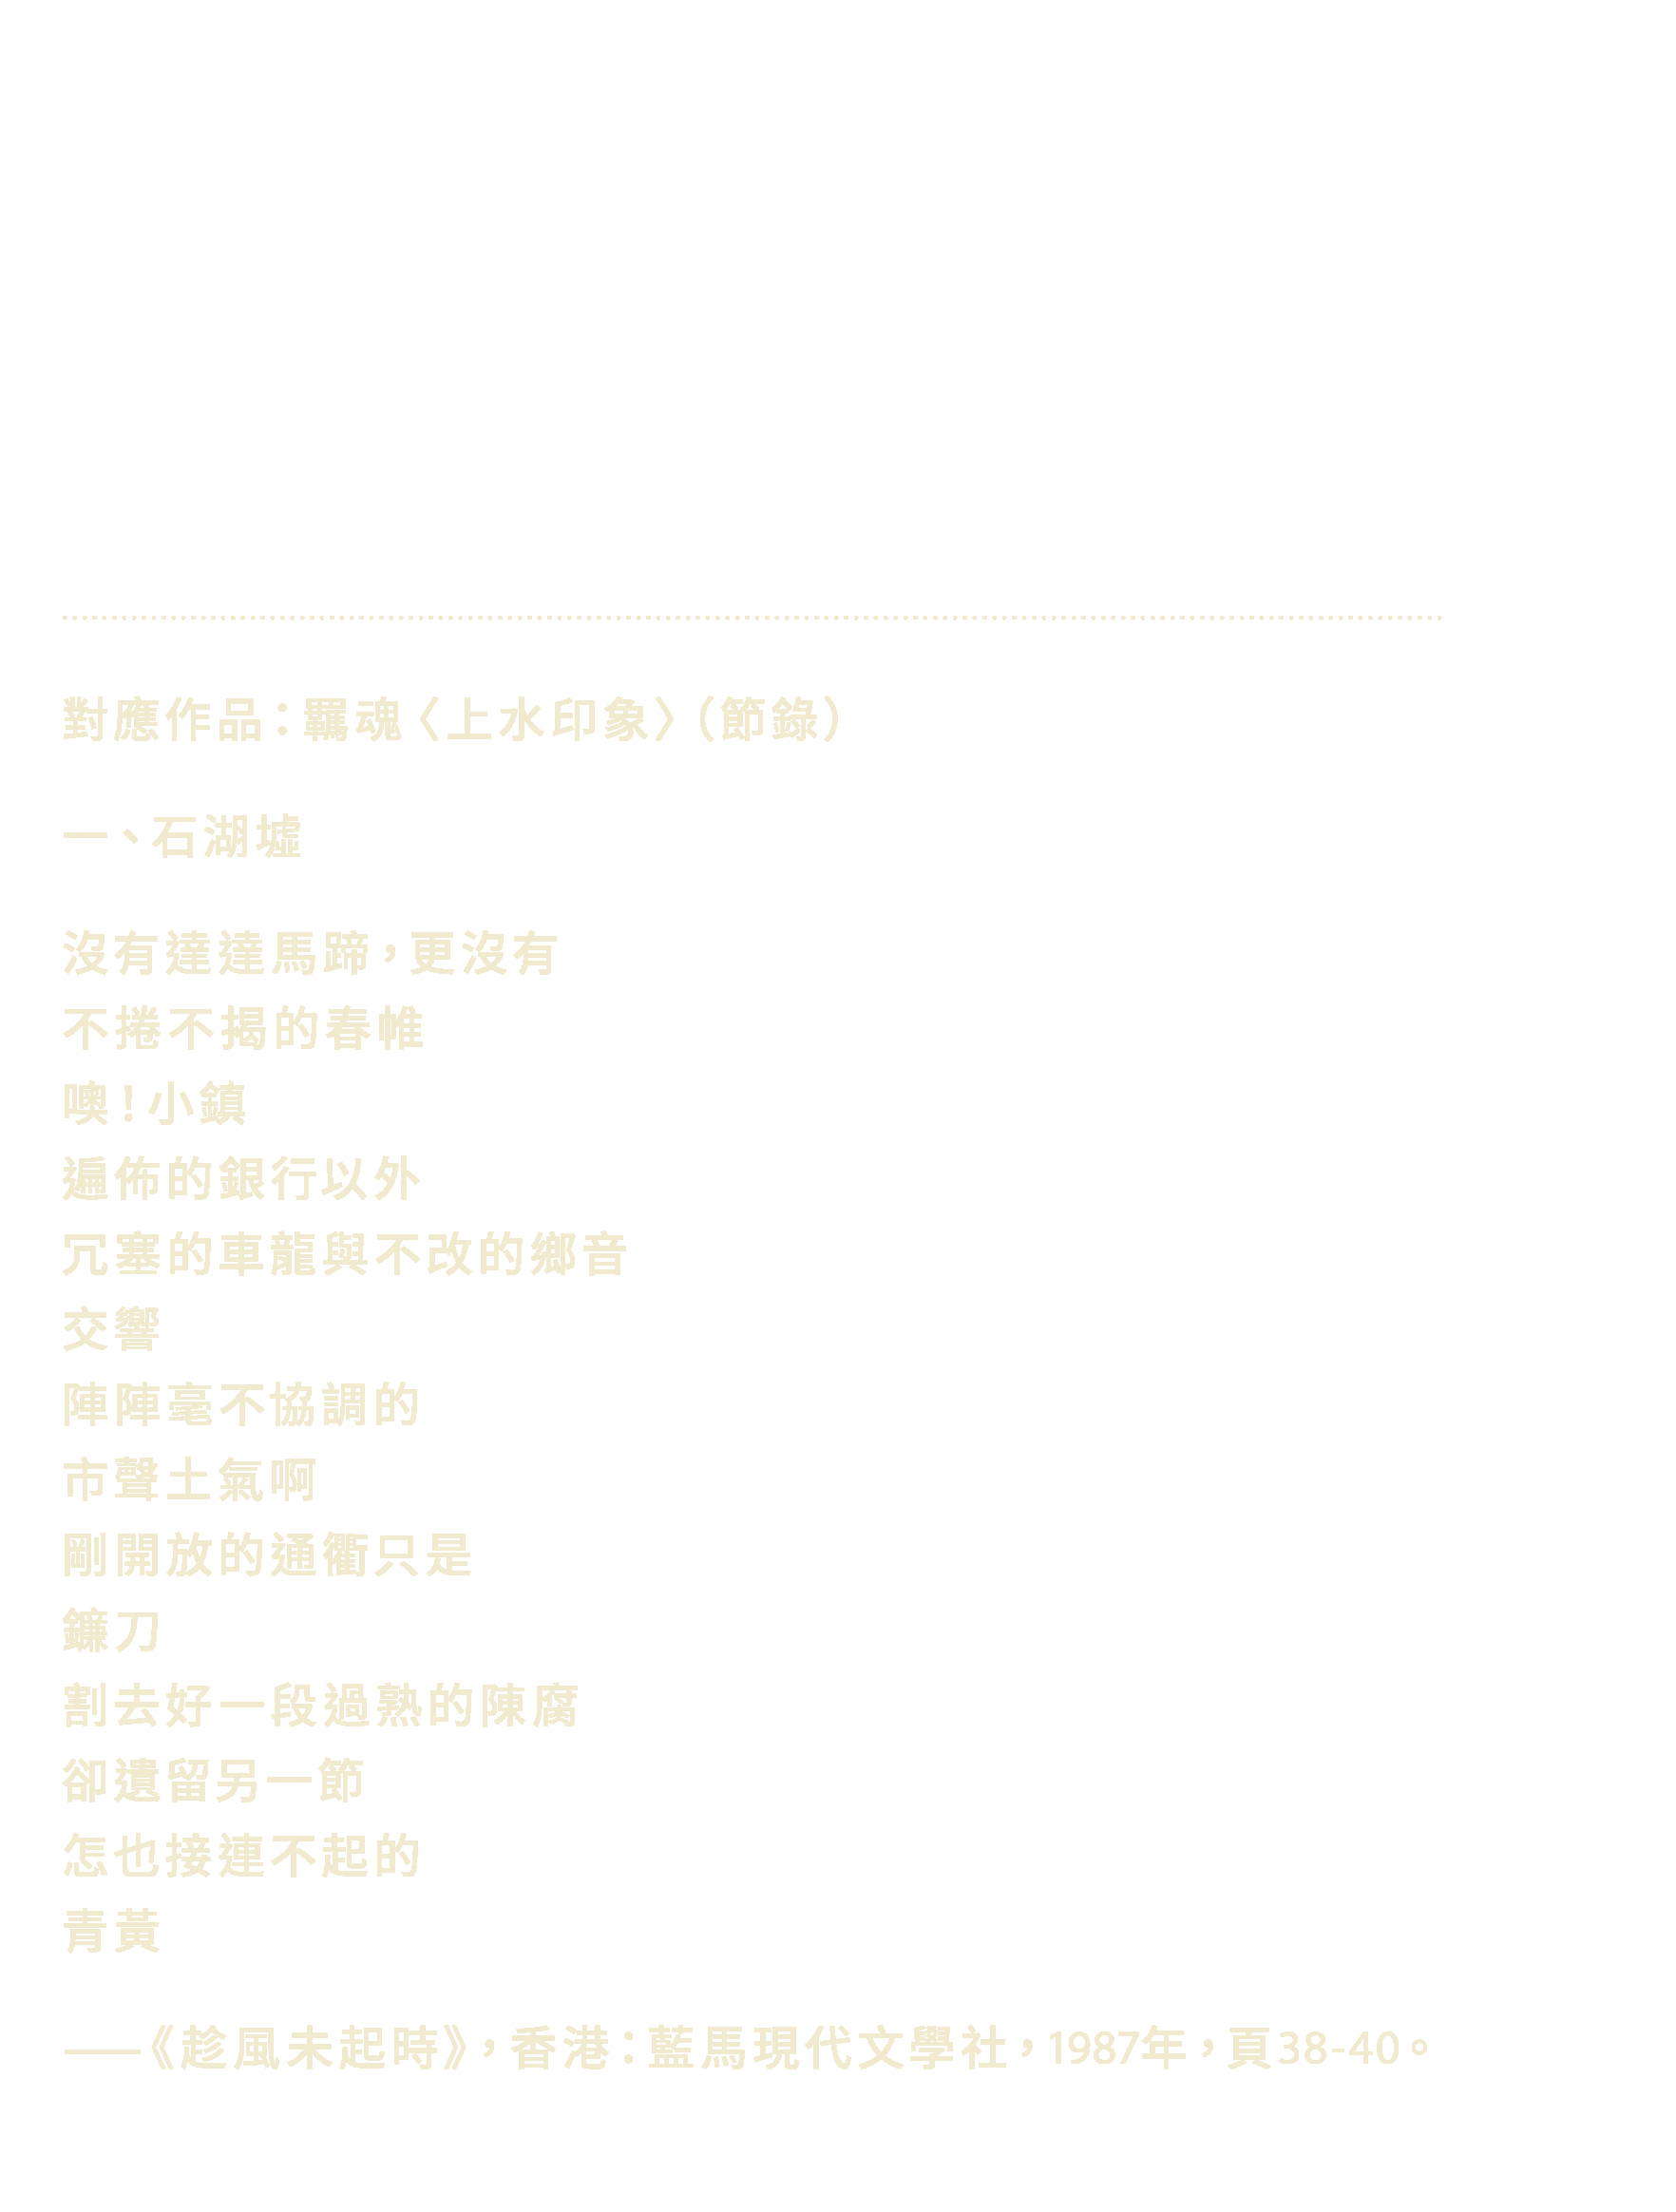 對應作品：羈魂〈上水印象〉（節錄）
一、石湖墟
沒有達達馬蹄，更沒有
不捲不揭的春帷
噢！小鎮
遍佈的銀行以外
冗塞的車龍與不改的鄉音
交響
陣陣毫不協調的
市聲土氣啊
剛開放的通衢只是
鐮刀
割去好一段過熟的陳腐
卻遺留另一節
怎也接連不起的
青黃
——《趁風未起時》，香港：藍馬現代文學社，1987年，頁38-40。